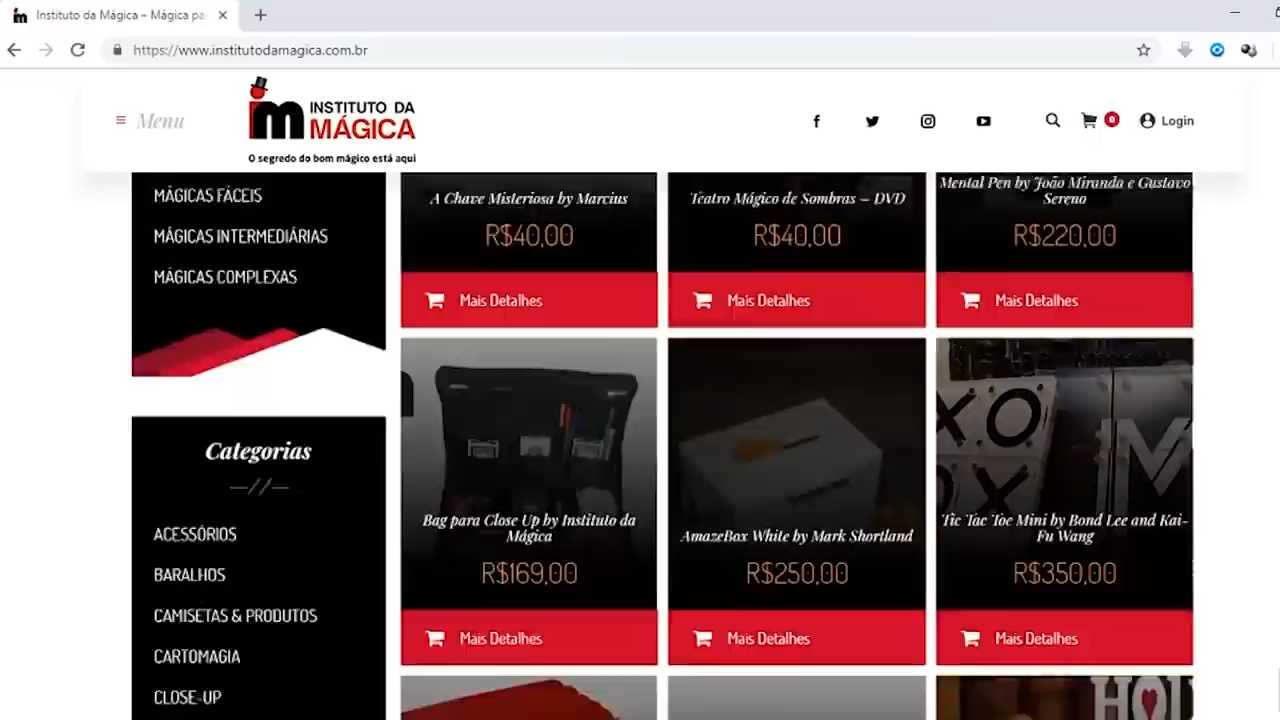 Instituto da Mágica – Mágica pa
https://www.institutodamagica.com.br
Menu
im INSTITUTO DA
MÁGICA
O segredo do bom mágico está aqui
0
Login
MÁGICAS FÁCEIS
MÁGICAS INTERMEDIÁRIAS
MÁGICAS COMPLEXAS
A Chave Misteriosa by Marcius
R$40,00
Mais Detalhes
Teatro Mágico de Sombras – DVD
R$40,00
Mais Detalhes
Mental Pen by João Miranda e Gustavo
Sereno
R$220,00
Mais Detalhes
Categorias
—//—
ACESSÓRIOS
BARALHOS
CAMISETAS & PRODUTOS
CARTOMAGIA
CLOSE-UP
Bag para Close Up by Instituto da
Mágica
R$169,00
Mais Detalhes
AmazeBox White by Mark Shortland
R$250,00
Mais Detalhes
XO
OX
M
Tic Tac Toe Mini by Bond Lee and Kai-
Fu Wang
R$350,00
Mais Detalhes